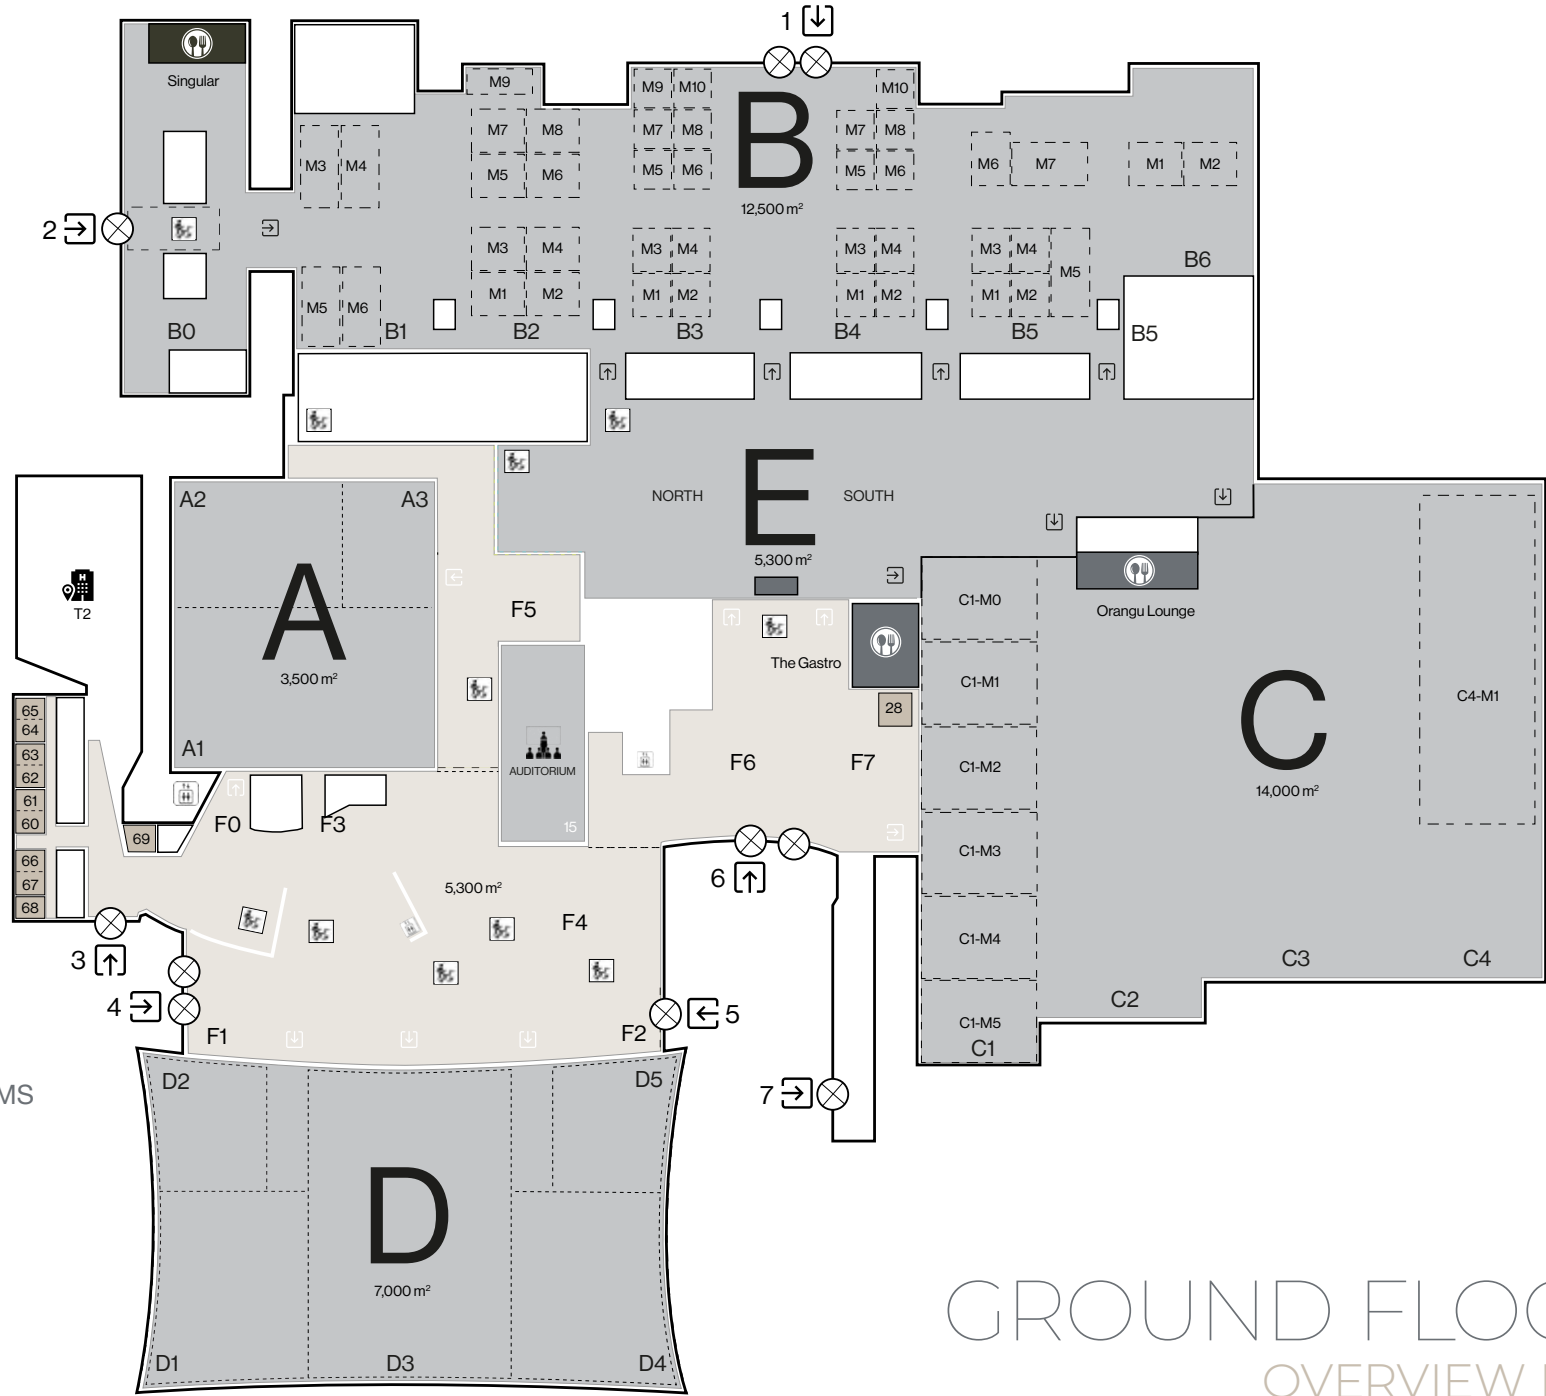 1
Singular
M9
M9 M10
M10
B
12,500 m²
M7 M8
M7 M8
M7 M8
M3 M4
M5 M6
M5 M6
M5 M6
M6 M7
M1 M2
2
M3 M4
M3 M4
M3 M4
M3 M4
M5
B6
M5 M6
M1 M2
M1 M2
M1 M2
M1 M2
B0
B1
B2
B3
B4
B5
B5
A2
A3
NORTH
E
SOUTH
5,300 m²
H
T2
A
3,500 m²
A1
F5
The Gastro
28
Orangu Lounge
C1-M0
C1-M1
C1-M2
C1-M3
C1-M4
C1-M5
C1
C
14,000 m²
C4-M1
C2
C3
C4
65
64
63
62
61
60
66
67
68
69
F0
F3
AUDITORIUM
15
F6
F7
5,300 m²
F4
6
3
4
5
F1
F2
7
D2
D5
MS
D
7,000 m²
D1
D3
D4
GROUND FLOO
OVERVIEW